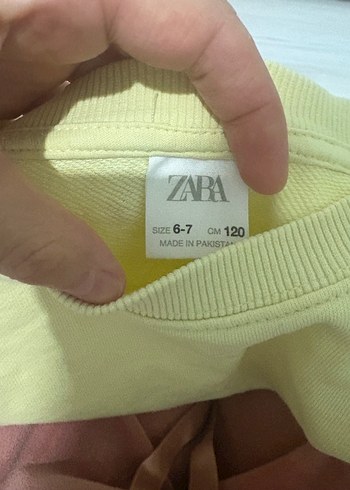 ZARA
SIZE 6-7 CM 120
MADE IN PAKISTAN